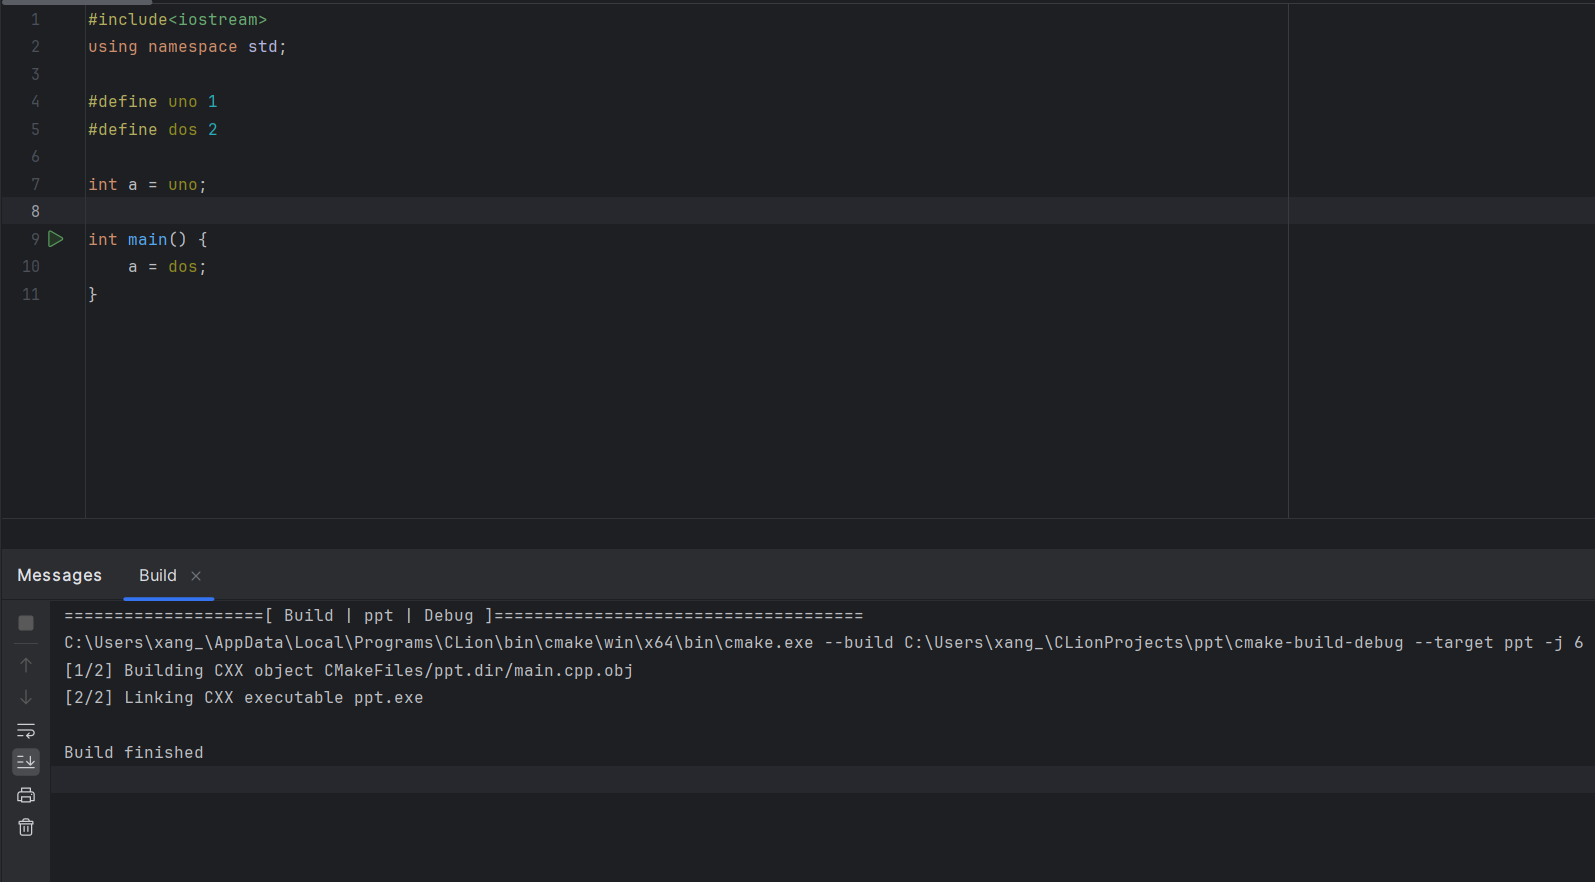 1 #include<iostream>
2 using namespace std;
3
4 #define uno 1
5 #define dos 2
6
7 int a = uno;
8
9 int main() {
10     a = dos;
11 }
Messages Build ×
====================[ Build | ppt | Debug ]=====================================
C:\Users\xang_\AppData\Local\Programs\CLion\bin\cmake\win\x64\bin\cmake.exe --build C:\Users\xang_\CLionProjects\ppt\cmake-build-debug --target ppt -j 6
[1/2] Building CXX object CMakeFiles/ppt.dir/main.cpp.obj
[2/2] Linking CXX executable ppt.exe
Build finished